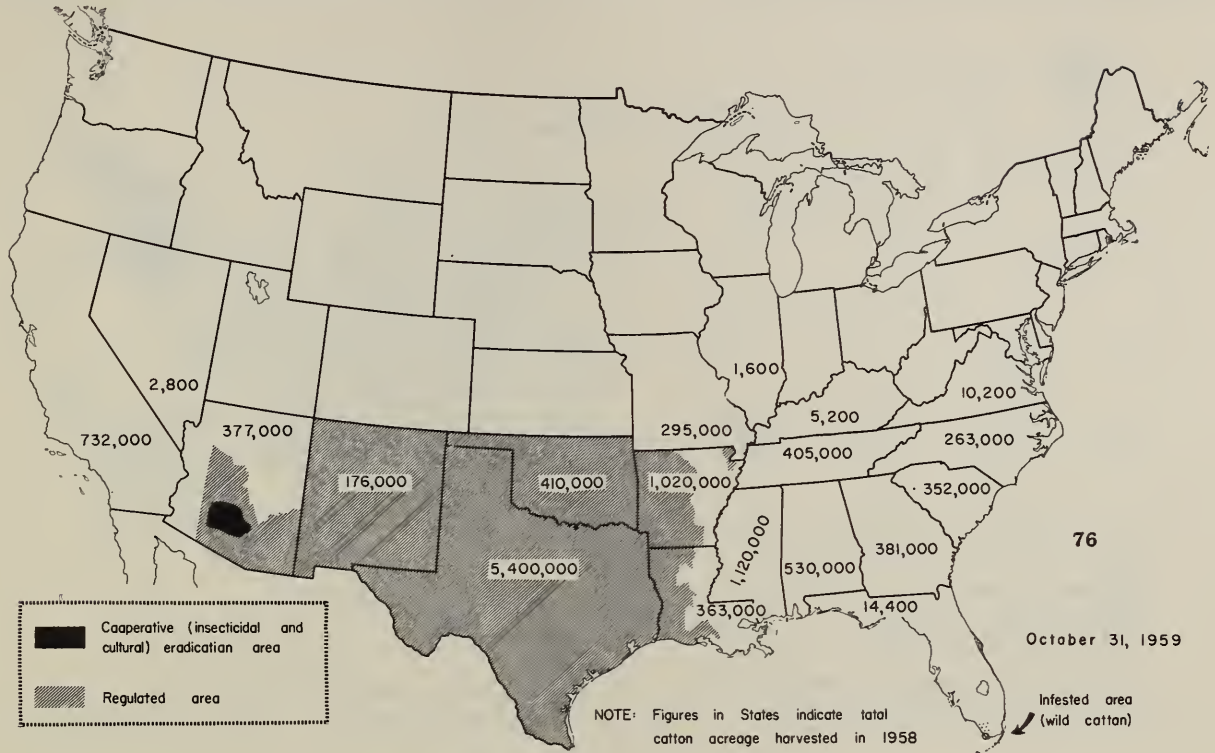 1,600
2,800
10,200
5,200
732,000
377,000
295,000
405,000
263,000
176,000
410,000
1,020,000
352,000
76
1,120,000
530,000
381,000
5,400,000
363,000
14,400
October 31, 1959
Caaperative (insecticidal and
cultural) eradicatian area
Regulated area
Infested area
(wild catton)
NOTE: Figures in States indicate tatal
catton acreage harvested in 1958